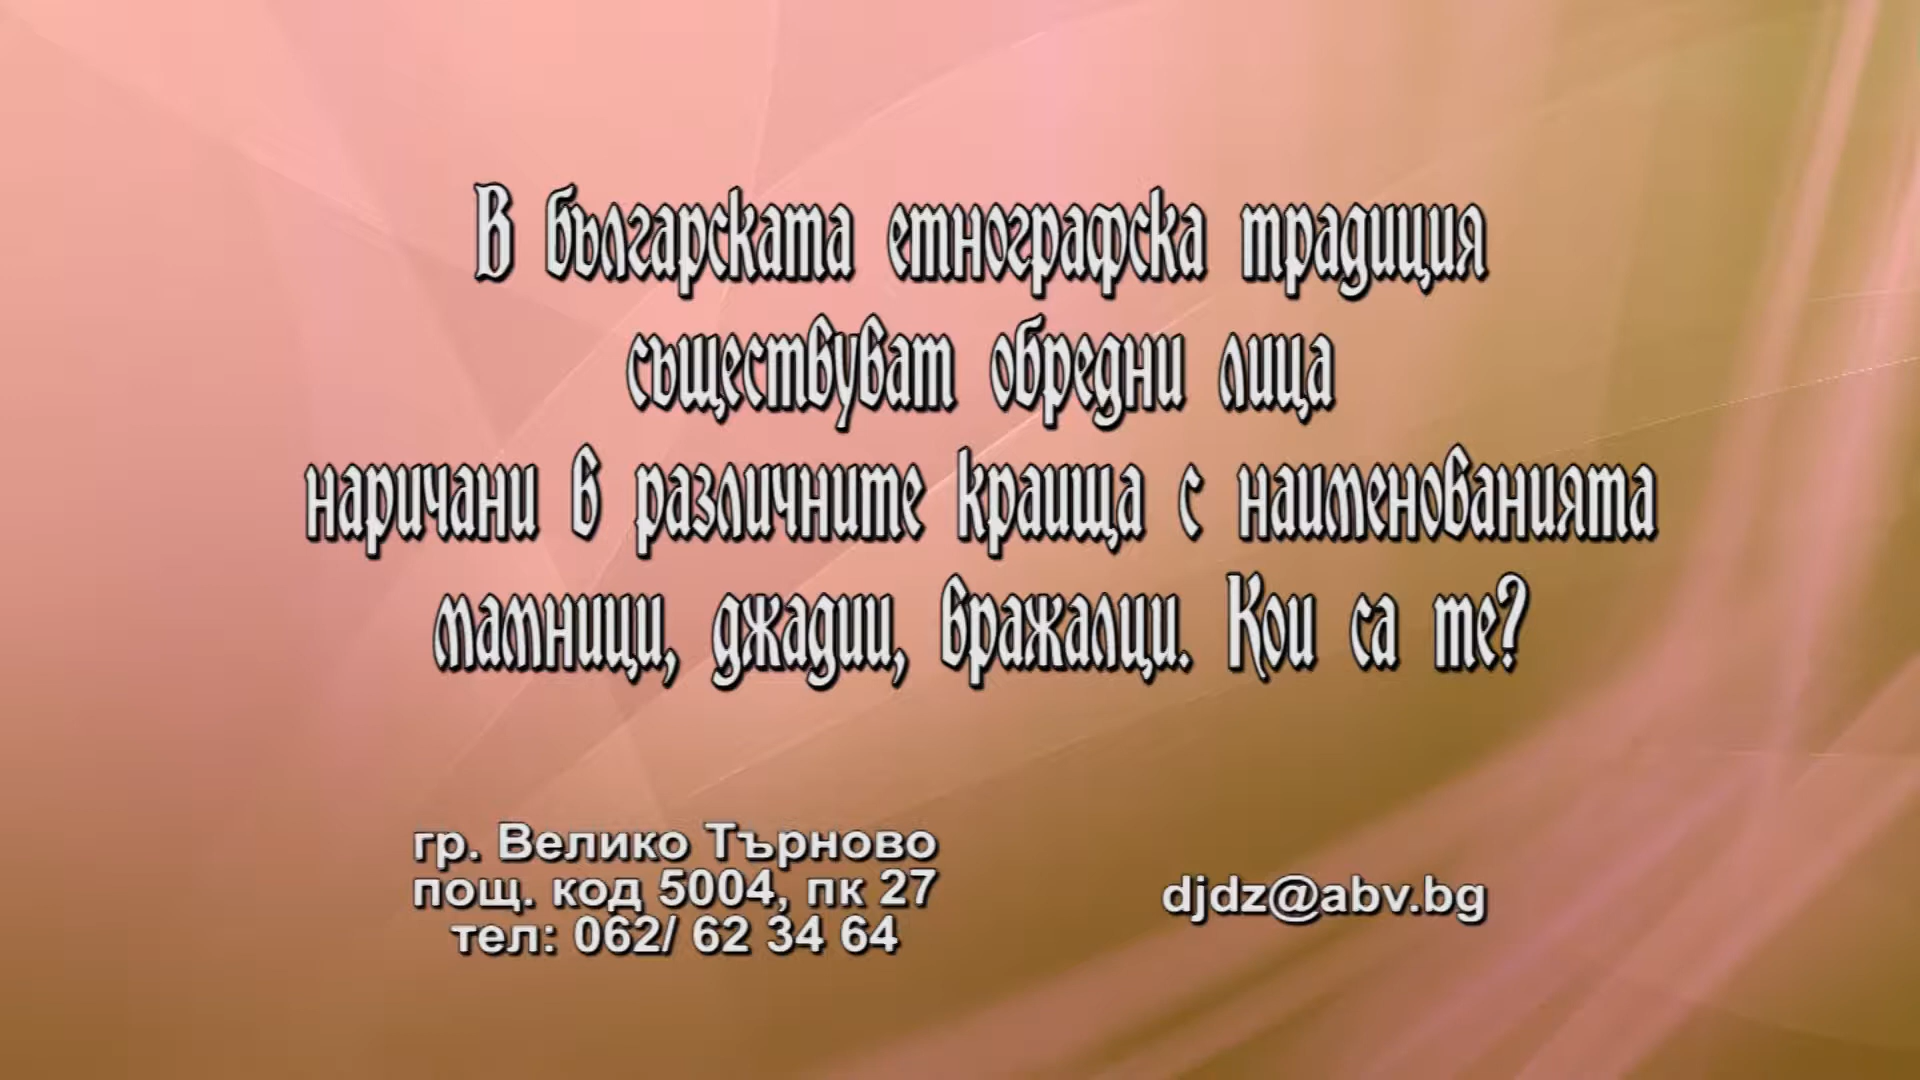 В българската етнографска традиция
съществуват обредни лица
наричани в различните краища с наименованията
мамници, джадии, вражалци. Кои са те?
гр. Велико Търново
пощ. код 5004, пк 27
тел: 062/ 62 34 64
djdz@abv.bg